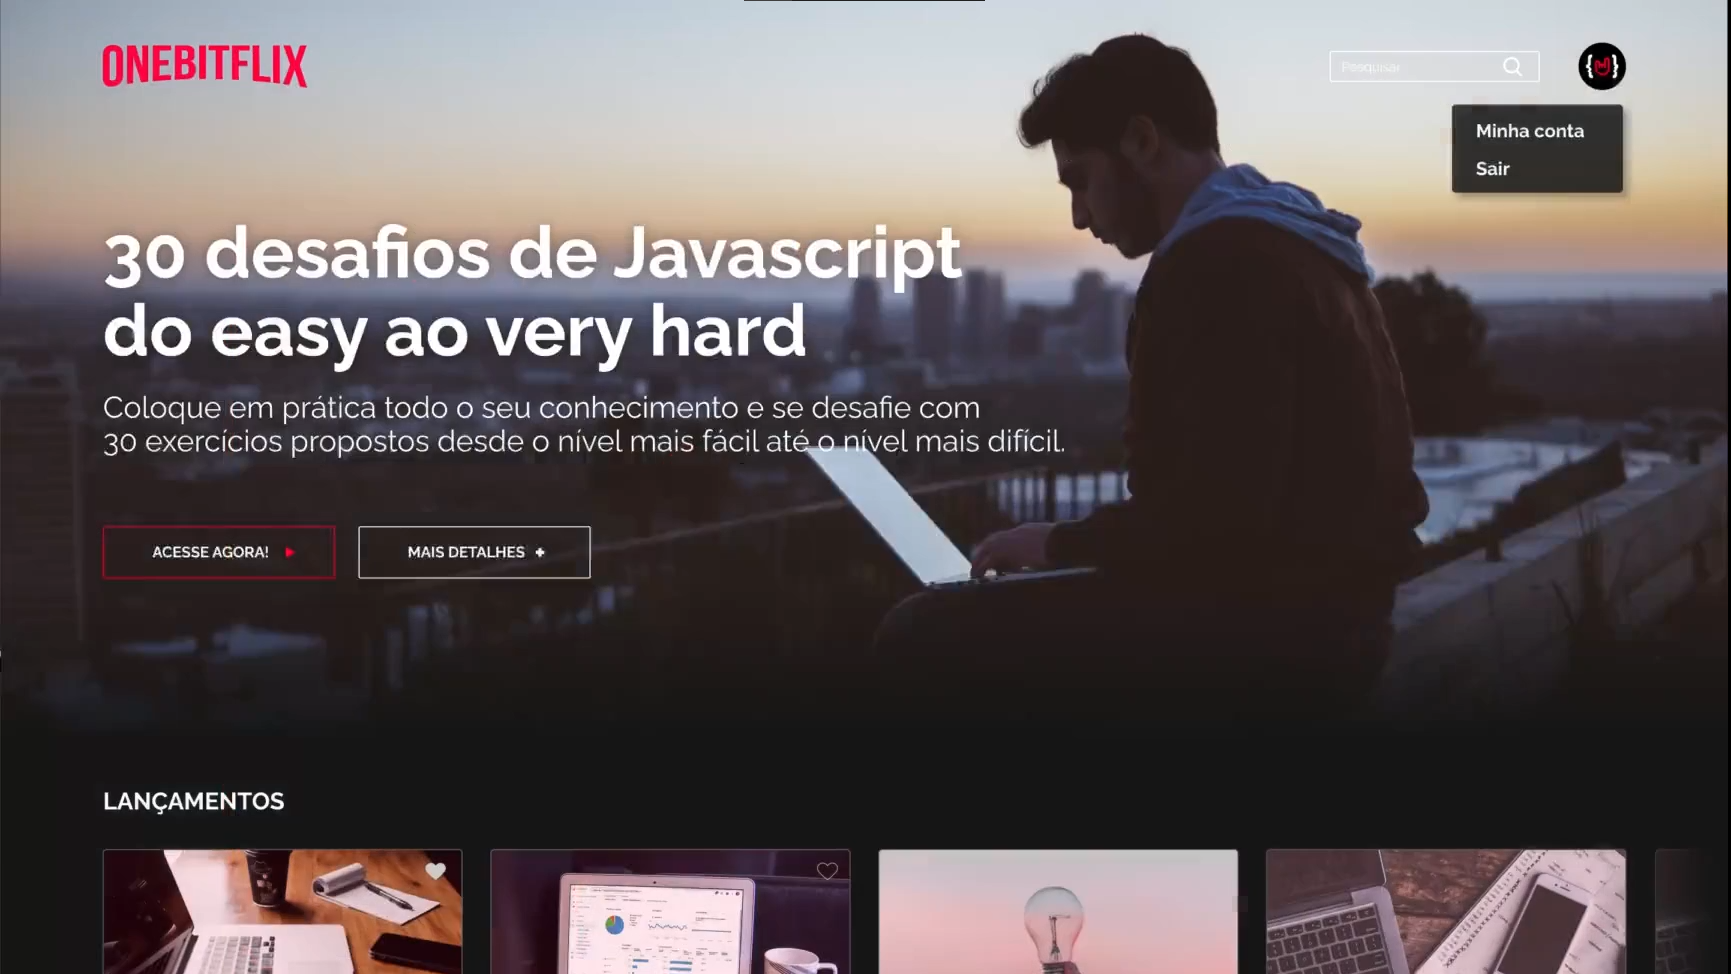 ONEBITFLIX
Pesquisar
Minha conta
Sair
30 desafios de Javascript
do easy ao very hard
Coloque em prática todo o seu conhecimento e se desafie com
30 exercícios propostos desde o nível mais fácil até o nível mais difícil.
ACESSE AGORA!
MAIS DETALHES +
LANÇAMENTOS